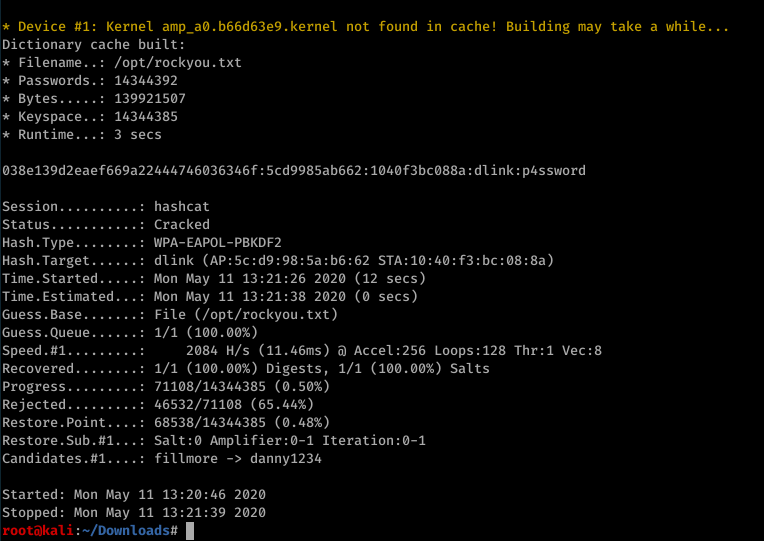 * Device #1: Kernel amp_a0.b66d63e9.kernel not found in cache! Building may take a while...
Dictionary cache built:
* Filename..: /opt/rockyou.txt
* Passwords.: 14344392
* Bytes.....: 139921507
* Keyspace..: 14344385
* Runtime...: 3 secs

038e139d2eaef669a22444746036346f:5cd9985ab662:1040f3bc088a:dlink:p4ssword

Session..........: hashcat
Status...........: Cracked
Hash.Type........: WPA-EAPOL-PBKDF2
Hash.Target......: dlink (AP:5c:d9:98:5a:b6:62 STA:10:40:f3:bc:08:8a)
Time.Started.....: Mon May 11 13:21:26 2020 (12 secs)
Time.Estimated...: Mon May 11 13:21:38 2020 (0 secs)
Guess.Base.......: File (/opt/rockyou.txt)
Guess.Queue......: 1/1 (100.00%)
Speed.#1.........:     2084 H/s (11.46ms) @ Accel:256 Loops:128 Thr:1 Vec:8
Recovered........: 1/1 (100.00%) Digests, 1/1 (100.00%) Salts
Progress.........: 71108/14344385 (0.50%)
Rejected.........: 46532/71108 (65.44%)
Restore.Point....: 68538/14344385 (0.48%)
Restore.Sub.#1...: Salt:0 Amplifier:0-1 Iteration:0-1
Candidates.#1....: fillmore -> danny1234

Started: Mon May 11 13:20:46 2020
Stopped: Mon May 11 13:21:39 2020
root@kali:~/Downloads#